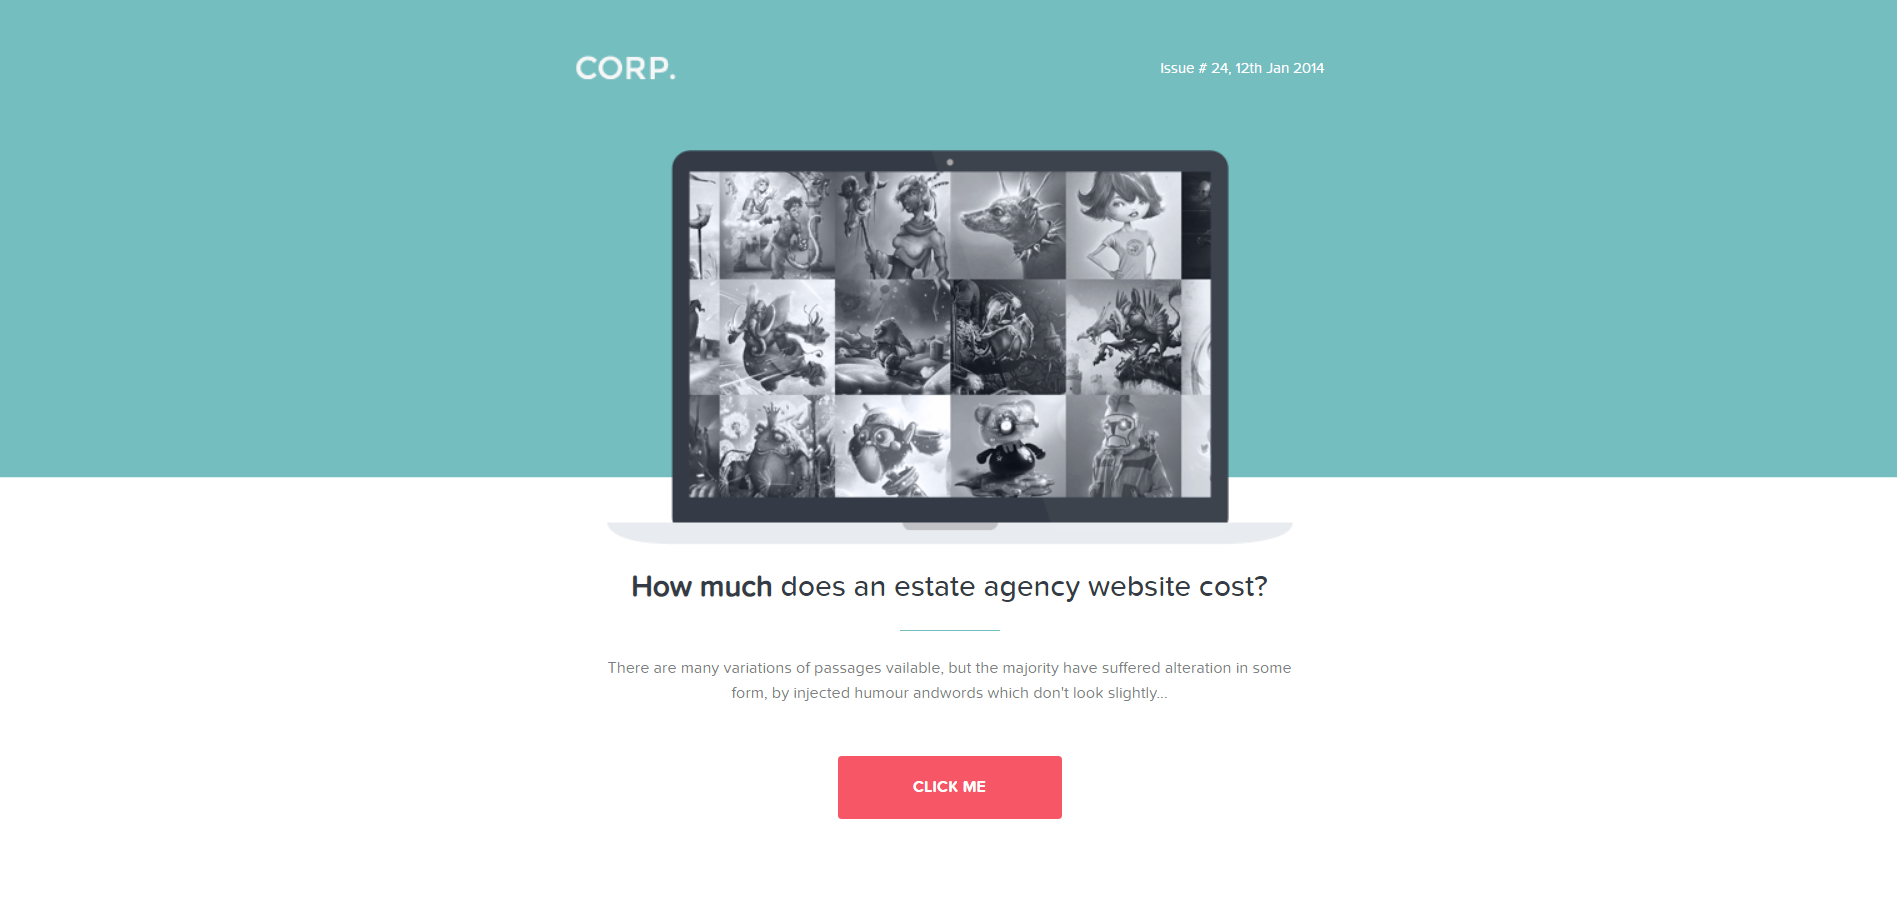 CORP.
Issue # 24, 12th Jan 2014
How much does an estate agency website cost?
There are many variations of passages vailable, but the majority have suffered alteration in some
form, by injected humour andwords which don't look slightly...
CLICK ME